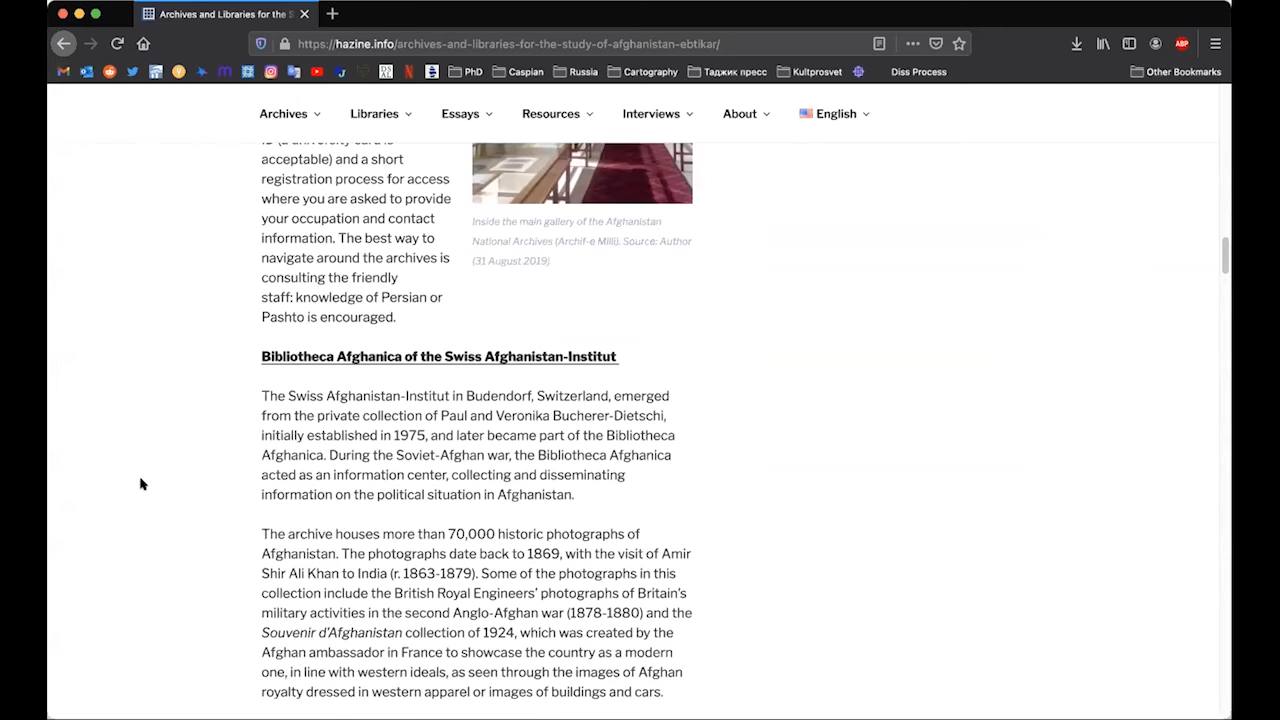 Archives and Libraries for the S
https://hazine.info/archives-and-libraries-for-the-study-of-afghanistan-ebtikar/
ABP
PhD
Caspian
Russia
Cartography
Таджик пресс
Kultprosvet
Diss Process
Other Bookmarks
Archives
Libraries
Essays
Resources
Interviews
About
English
acceptable) and a short
registration process for access
where you are asked to provide
your occupation and contact
information. The best way to
navigate around the archives is
consulting the friendly
staff: knowledge of Persian or
Pashto is encouraged.
Inside the main gallery of the Afghanistan
National Archives (Archif-e Milli). Source: Author
(31 August 2019)
Bibliotheca Afghanica of the Swiss Afghanistan-Institut
The Swiss Afghanistan-Institut in Budendorf, Switzerland, emerged
from the private collection of Paul and Veronika Bucherer-Dietschi,
initially established in 1975, and later became part of the Bibliotheca
Afghanica. During the Soviet-Afghan war, the Bibliotheca Afghanica
acted as an information center, collecting and disseminating
information on the political situation in Afghanistan.
The archive houses more than 70,000 historic photographs of
Afghanistan. The photographs date back to 1869, with the visit of Amir
Shir Ali Khan to India (r. 1863-1879). Some of the photographs in this
collection include the British Royal Engineers’ photographs of Britain’s
military activities in the second Anglo-Afghan war (1878-1880) and the
Souvenir d’Afghanistan collection of 1924, which was created by the
Afghan ambassador in France to showcase the country as a modern
one, in line with western ideals, as seen through the images of Afghan
royalty dressed in western apparel or images of buildings and cars.